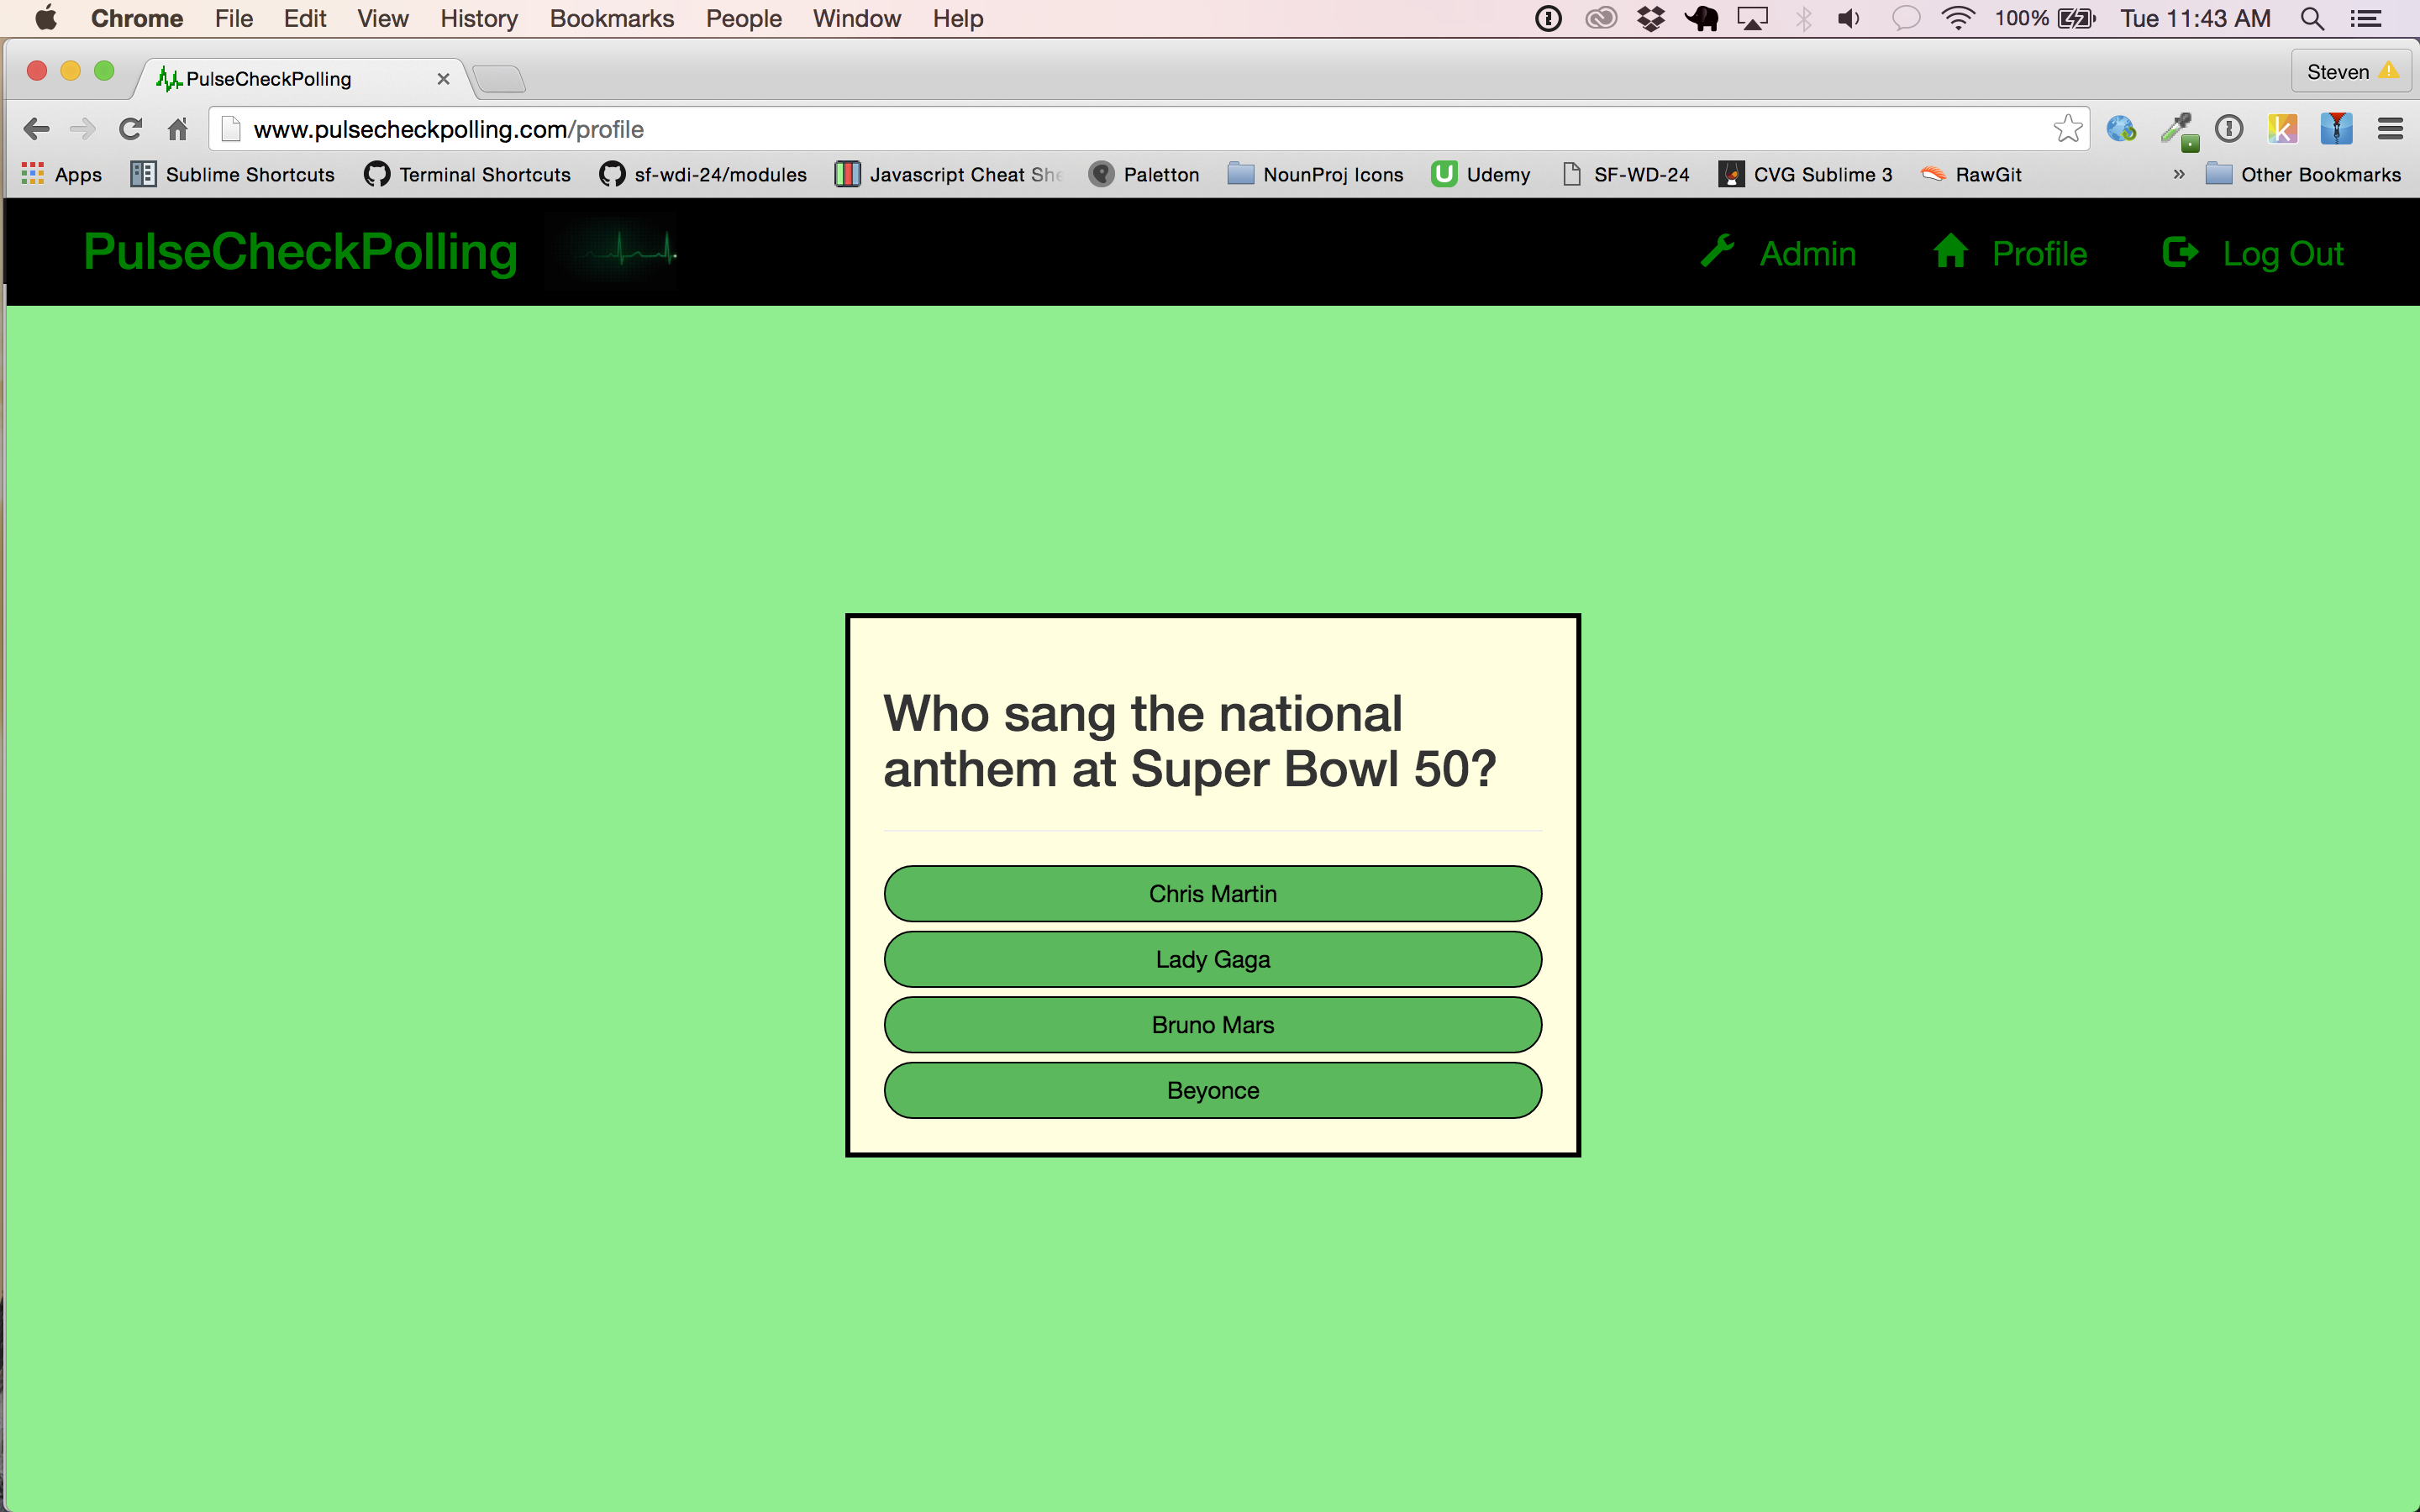 Chrome File Edit View History Bookmarks People Window Help 100% Tue 11:43 AM
PulseCheckPolling Steven
www.pulsecheckpolling.com/profile
Apps Sublime Shortcuts Terminal Shortcuts sf-wdi-24/modules Javascript Cheat She Paletton NounProj Icons Udemy SF-WD-24 CVG Sublime 3 RawGit » Other Bookmarks
PulseCheckPolling Admin Profile Log Out
Who sang the national
anthem at Super Bowl 50?
Chris Martin
Lady Gaga
Bruno Mars
Beyonce